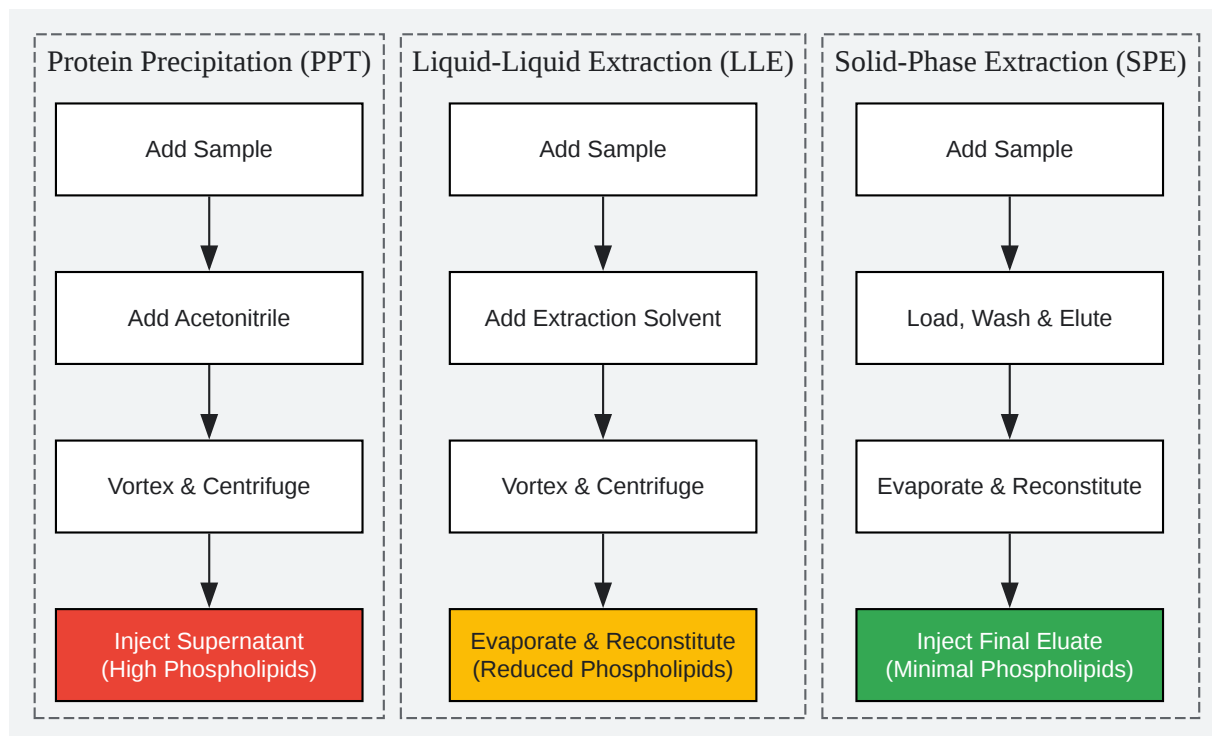 Protein Precipitation (PPT)
Add Sample
Add Acetonitrile
Vortex & Centrifuge
Inject Supernatant
(High Phospholipids)
Liquid-Liquid Extraction (LLE)
Add Sample
Add Extraction Solvent
Vortex & Centrifuge
Evaporate & Reconstitute
(Reduced Phospholipids)
Solid-Phase Extraction (SPE)
Add Sample
Load, Wash & Elute
Evaporate & Reconstitute
Inject Final Eluate
(Minimal Phospholipids)